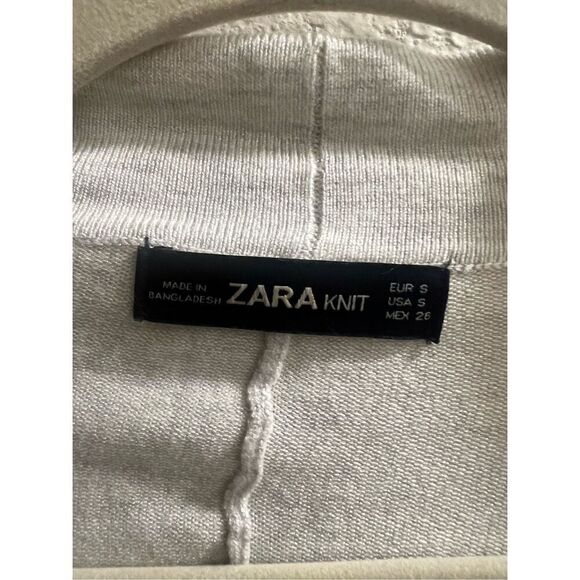 MADE IN
BANGLADESH
ZARA KNIT
EUR S
USA S
MEX 26